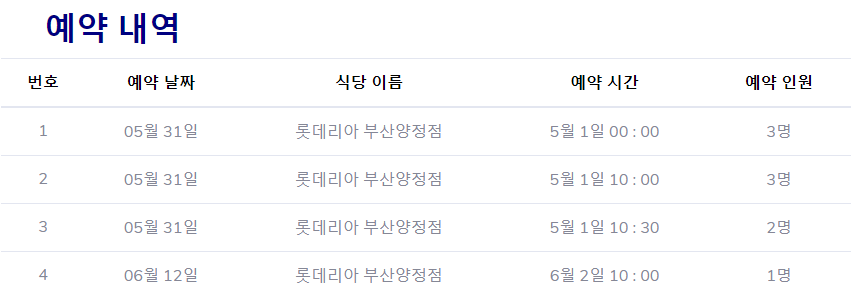 예약 내역
번호 예약 날짜 식당 이름 예약 시간 예약 인원
1 05월 31일 롯데리아 부산양정점 5월 1일 00 : 00 3명
2 05월 31일 롯데리아 부산양정점 5월 1일 10 : 00 3명
3 05월 31일 롯데리아 부산양정점 5월 1일 10 : 30 2명
4 06월 12일 롯데리아 부산양정점 6월 2일 10 : 00 1명